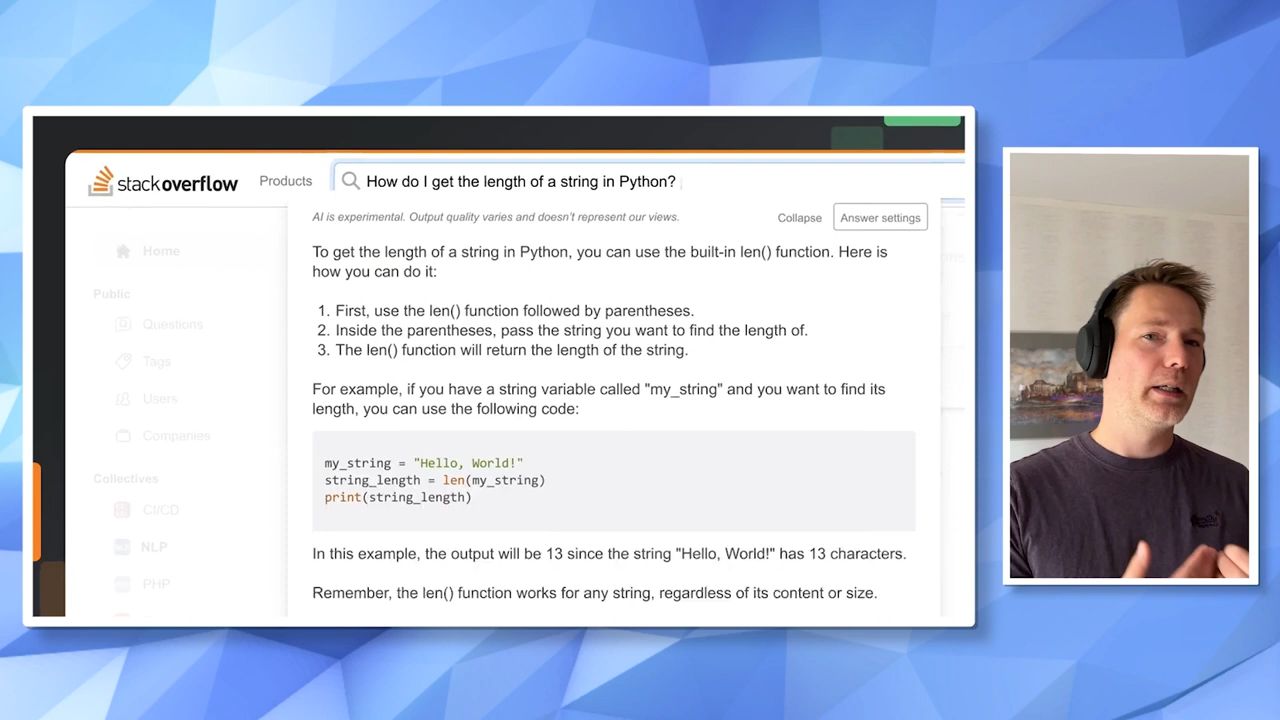 stackoverflow
Products
How do I get the length of a string in Python?
AI is experimental. Output quality varies and doesn't represent our views.
Collapse
Answer settings
Home
Public
Questions
Tags
Users
Companies
Collectives
CI/CD
NLP
PHP
To get the length of a string in Python, you can use the built-in len() function. Here is
how you can do it:
1. First, use the len() function followed by parentheses.
2. Inside the parentheses, pass the string you want to find the length of.
3. The len() function will return the length of the string.
For example, if you have a string variable called "my_string" and you want to find its
length, you can use the following code:
my_string = "Hello, World!"
string_length = len(my_string)
print(string_length)
In this example, the output will be 13 since the string "Hello, World!" has 13 characters.
Remember, the len() function works for any string, regardless of its content or size.